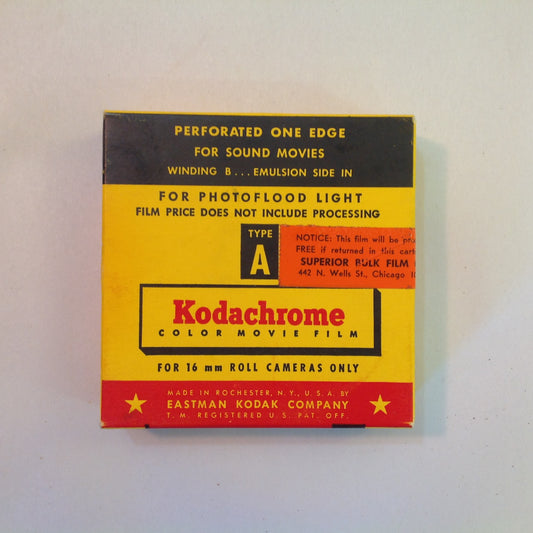 PERFORATED ONE EDGE
FOR SOUND MOVIES
WINDING B... EMULSION SIDE IN
FOR PHOTOFLOOD LIGHT
FILM PRICE DOES NOT INCLUDE PROCESSING
TYPE
A
NOTICE: This film will be
FREE if returned in this
SUPERIOR BULK FILM
442 N. Wells St., Chicago
Kodachrome
COLOR MOVIE FILM
FOR 16 mm ROLL CAMERAS ONLY
MADE IN ROCHESTER, N.Y., U.S.A. BY
EASTMAN KODAK COMPANY
T.M. REGISTERED U.S. PAT. OFF.